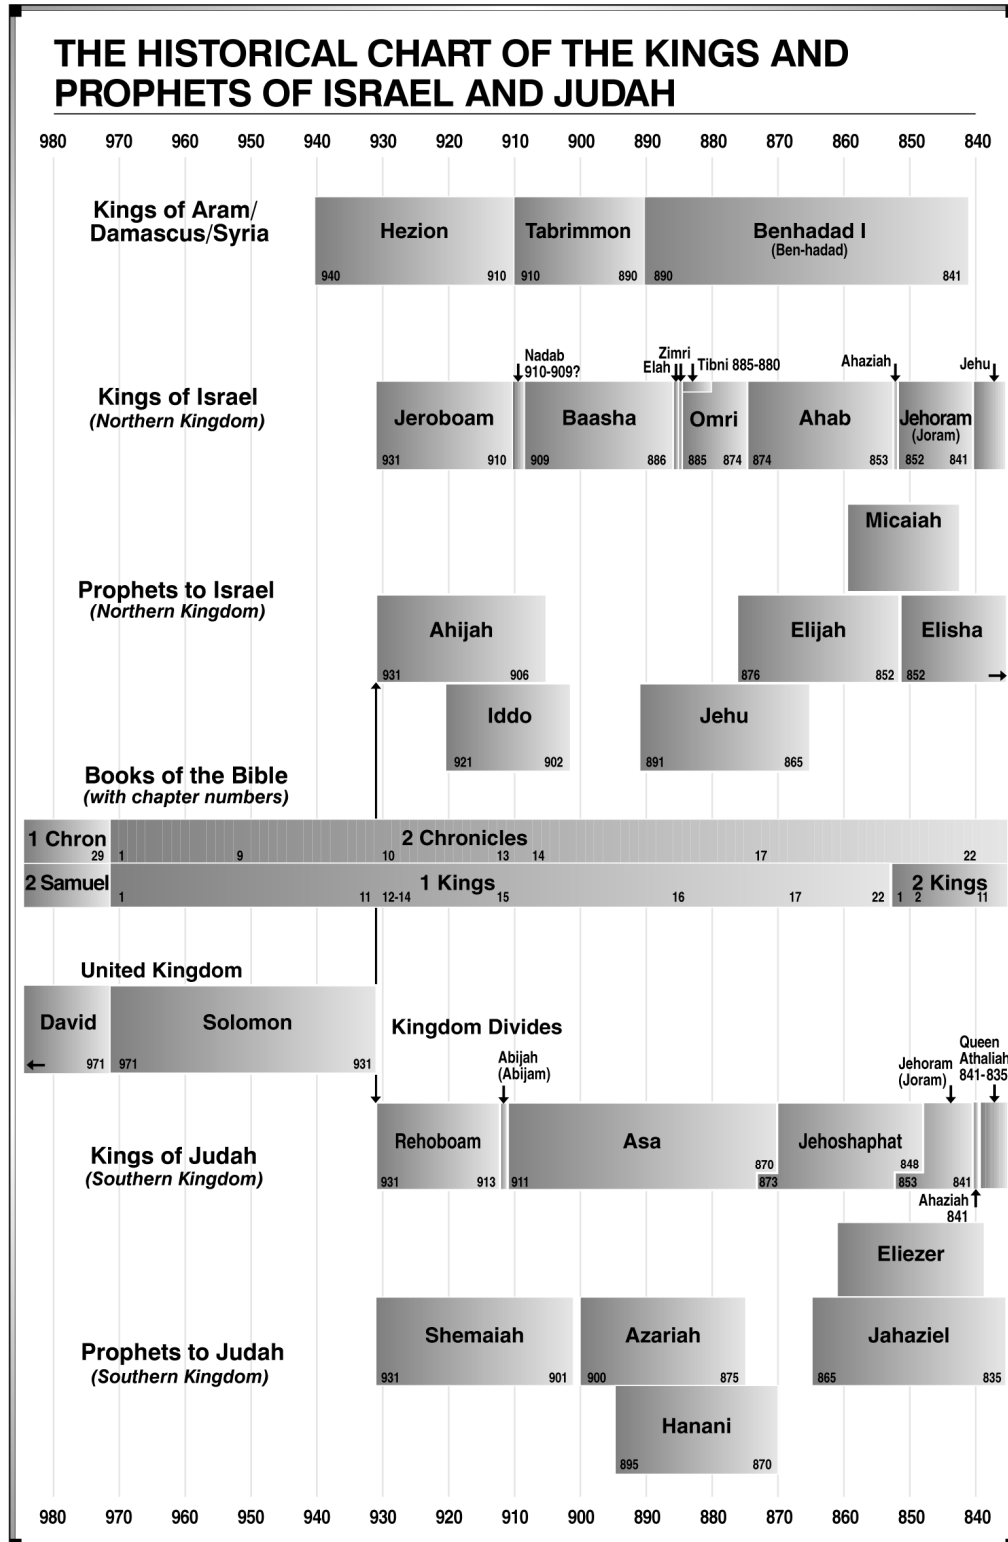 THE HISTORICAL CHART OF THE KINGS AND
PROPHETS OF ISRAEL AND JUDAH
980 970 960 950 940 930 920 910 900 890 880 870 860 850 840
Kings of Aram/
Damascus/Syria
Hezion
940 910
Tabrimmon
910 890
Benhadad I
(Ben-hadad)
890 841
Kings of Israel
(Northern Kingdom)
Nadab
910-909?
Elah
Zimri
Tibni 885-880
Ahaziah
Jehu
Jeroboam
931 910
Baasha
909 886
Omri
885 874
Ahab
874 853
Jehoram
(Joram)
852 841
Prophets to Israel
(Northern Kingdom)
Micaiah
Ahijah
931 906
Elijah
876 852
Elisha
852
Iddo
921 902
Jehu
891 865
Books of the Bible
(with chapter numbers)
1 Chron
29
2 Chronicles
1 9 10 13 14 17 22
2 Samuel
1 Kings
1 11 12-14 15 16 17 22
2 Kings
1 2 11
United Kingdom
David
971
Solomon
971 931
Kingdom Divides
Abijah
(Abijam)
Jehoram
(Joram)
Queen
Athaliah
841-835
Kings of Judah
(Southern Kingdom)
Rehoboam
931 913
Asa
911 870
Jehoshaphat
873 848
853 841
Ahaziah
841
Prophets to Judah
(Southern Kingdom)
Eliezer
Shemaiah
931 901
Azariah
900 875
Jahaziel
865 835
Hanani
895 870
980 970 960 950 940 930 920 910 900 890 880 870 860 850 840